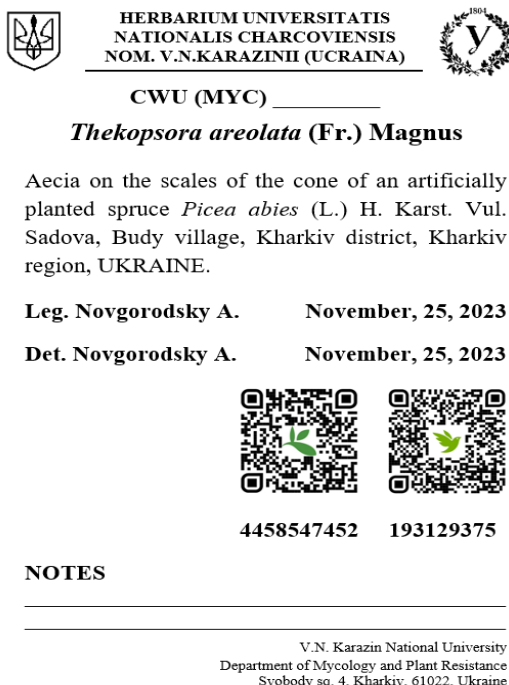 HERBARIUM UNIVERSITATIS
NATIONALIS CHARCOVIENSIS
NOM. V.N.KARAZINII (UCRAINA)
1804
У
CWU (MYC) __________
Thekopsora areolata (Fr.) Magnus
Aecia on the scales of the cone of an artificially
planted spruce Picea abies (L.) H. Karst. Vul.
Sadova, Budy village, Kharkiv district, Kharkiv
region, UKRAINE.
Leg. Novgorodsky A. November, 25, 2023
Det. Novgorodsky A. November, 25, 2023
4458547452 193129375
NOTES
V.N. Karazin National University
Department of Mycology and Plant Resistance
Svobody sq. 4, Kharkiv, 61022, Ukraine